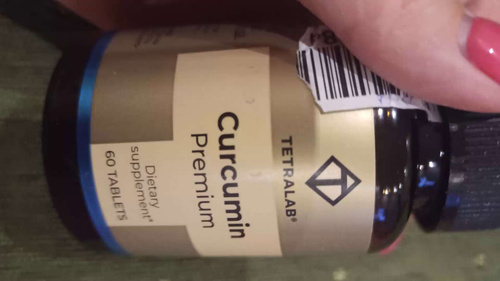 TETRALAB®
Curcumin
Premium
Dietary
supplement*
60 TABLETS